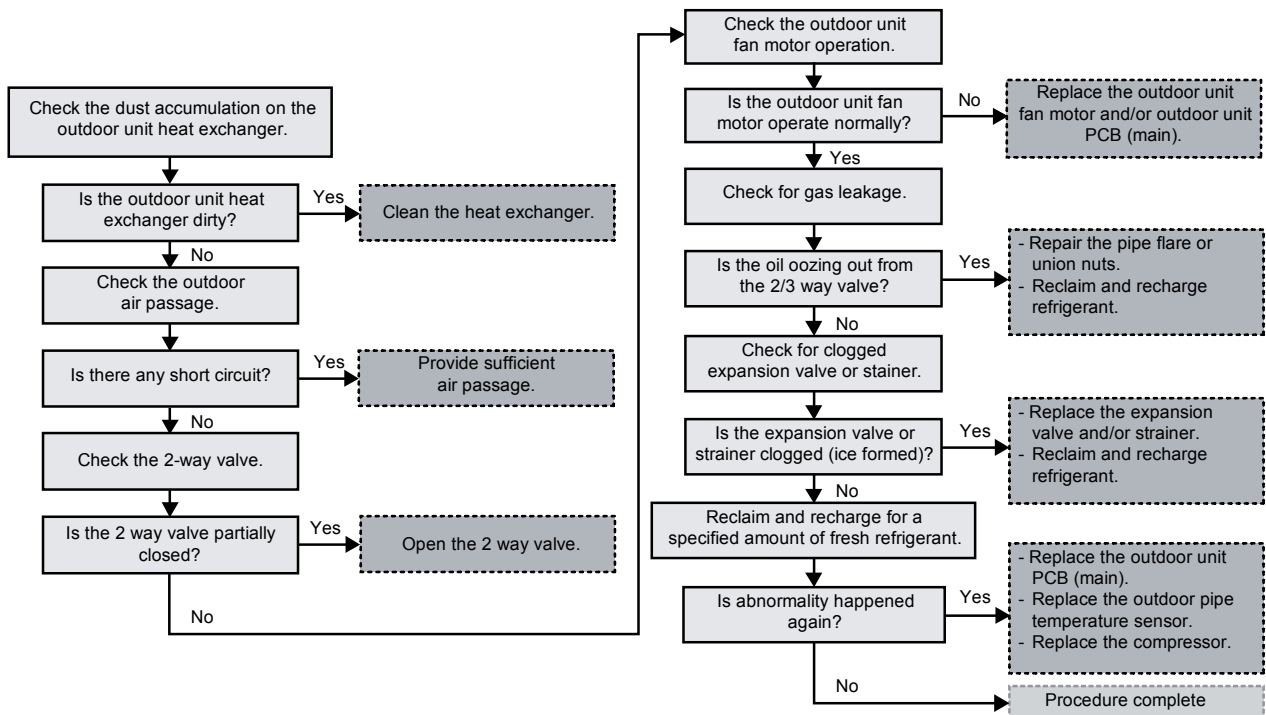 Check the dust accumulation on the
outdoor unit heat exchanger.
Is the outdoor unit heat
exchanger dirty?
Yes
Clean the heat exchanger.
No
Check the outdoor
air passage.
Is there any short circuit?
Yes
Provide sufficient
air passage.
No
Check the 2-way valve.
Is the 2 way valve partially
closed?
Yes
Open the 2 way valve.
No
Check the outdoor unit
fan motor operation.
Is the outdoor unit fan
motor operate normally?
No
Replace the outdoor unit
fan motor and/or outdoor unit
PCB (main).
Yes
Check for gas leakage.
Is the oil oozing out from
the 2/3 way valve?
Yes
- Repair the pipe flare or
union nuts.
- Reclaim and recharge
refrigerant.
No
Check for clogged
expansion valve or stainer.
Is the expansion valve or
strainer clogged (ice formed)?
Yes
- Replace the expansion
valve and/or strainer.
- Reclaim and recharge
refrigerant.
No
Reclaim and recharge for a
specified amount of fresh refrigerant.
Is abnormality happened
again?
Yes
- Replace the outdoor unit
PCB (main).
- Replace the outdoor pipe
temperature sensor.
- Replace the compressor.
No
Procedure complete